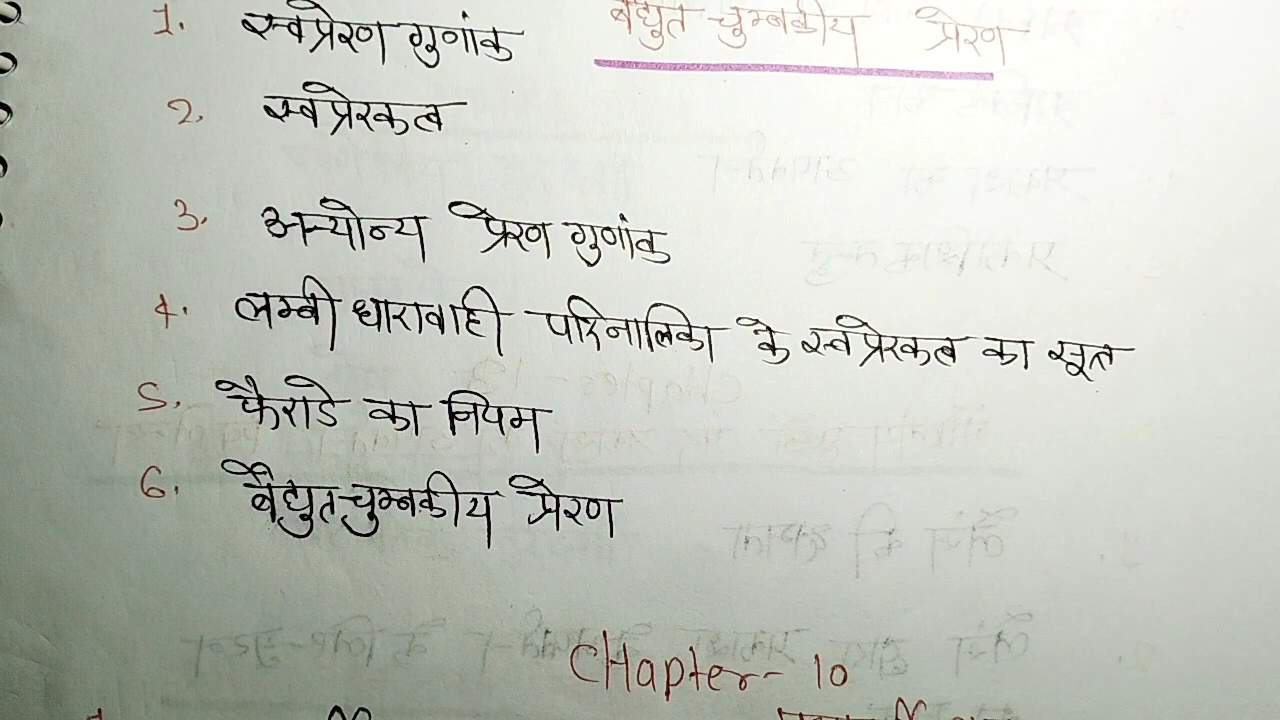 वैद्युत चुम्बकीय प्रेरण
1. स्वप्रेरण गुणांक
2. स्वप्रेरकत्व
3. अन्योन्य प्रेरण गुणांक
4. लम्बी धारावाही परिनालिका के स्वप्रेरकत्व का सूत्र
5. फैराडे का नियम
6. वैद्युतचुम्बकीय प्रेरण
CHapter- 10